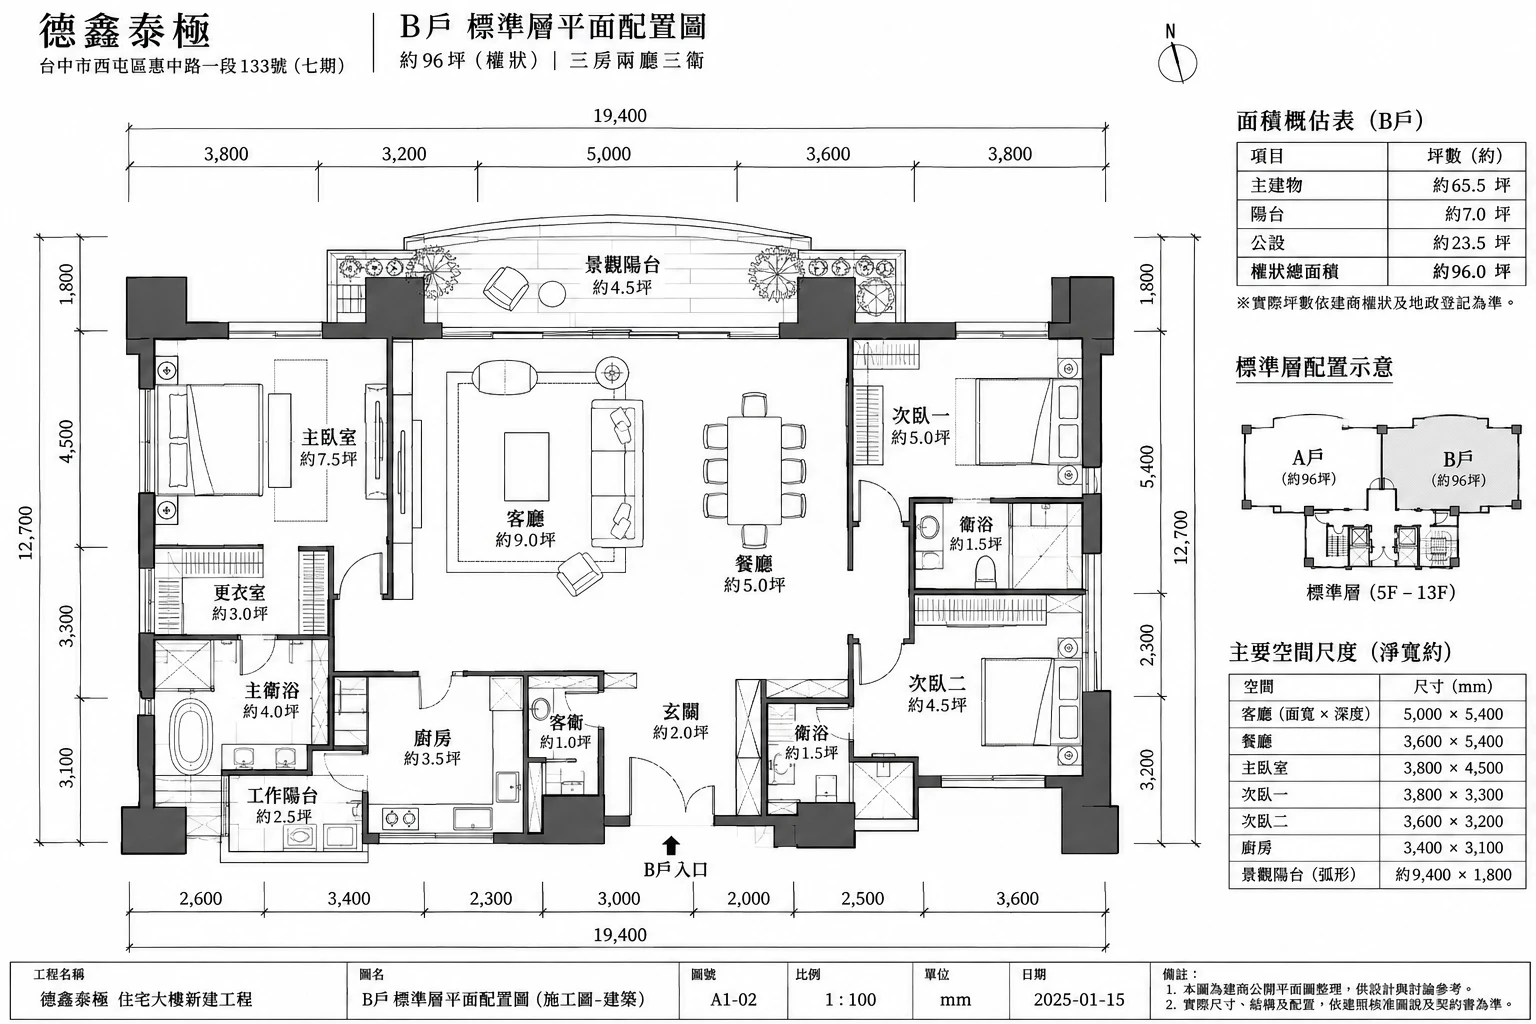 德鑫泰極
台中市西屯區惠中路一段133號（七期）
B戶 標準層平面配置圖
約96坪（權狀）｜三房兩廳三衛
N
19,400
3,800
3,200
5,000
3,600
3,800
12,700
1,800
4,500
3,300
3,100
1,800
5,400
2,300
3,200
12,700
景觀陽台
約4.5坪
主臥室
約7.5坪
客廳
約9.0坪
餐廳
約5.0坪
次臥一
約5.0坪
衛浴
約1.5坪
更衣室
約3.0坪
主衛浴
約4.0坪
廚房
約3.5坪
客衛
約1.0坪
玄關
約2.0坪
衛浴
約1.5坪
次臥二
約4.5坪
工作陽台
約2.5坪
B戶入口
2,600
3,400
2,300
3,000
2,000
2,500
3,600
19,400
面積概估表（B戶）
項目 坪數（約）
主建物 約65.5 坪
陽台 約7.0 坪
公設 約23.5 坪
權狀總面積 約96.0 坪
※實際坪數依建商權狀及地政登記為準。
標準層配置示意
A戶
（約96坪）
B戶
（約96坪）
標準層（5F – 13F）
主要空間尺度（淨寬約）
空間 尺寸（mm）
客廳（面寬 × 深度） 5,000 × 5,400
餐廳 3,600 × 5,400
主臥室 3,800 × 4,500
次臥一 3,800 × 3,300
次臥二 3,600 × 3,200
廚房 3,400 × 3,100
景觀陽台（弧形） 約9,400 × 1,800
工程名稱
德鑫泰極 住宅大樓新建工程
圖名
B戶標準層平面配置圖（施工圖–建築）
圖號
A1-02
比例
1 : 100
單位
mm
日期
2025-01-15
備註：
1. 本圖為建商公開平面圖整理，供設計與討論參考。
2. 實際尺寸、結構及配置，依建照核准圖說及契約書為準。